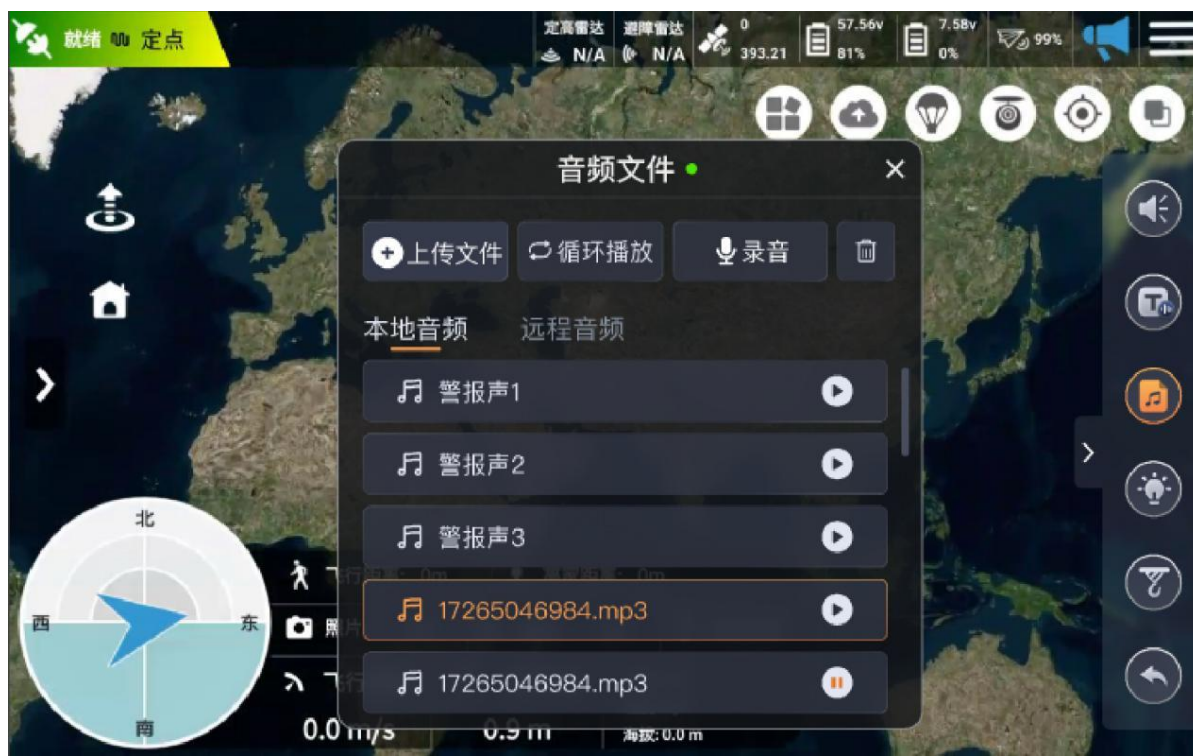 就绪 定点
定高雷达 N/A
避障雷达 N/A
0
393.21
57.56v
81%
7.58v
0%
99%
音频文件
上传文件 循环播放 录音
本地音频 远程音频
警报声1
警报声2
警报声3
17265046984.mp3
17265046984.mp3
北
西 东
南
0.0 m/s 0.9 m 海拔: 0.0 m